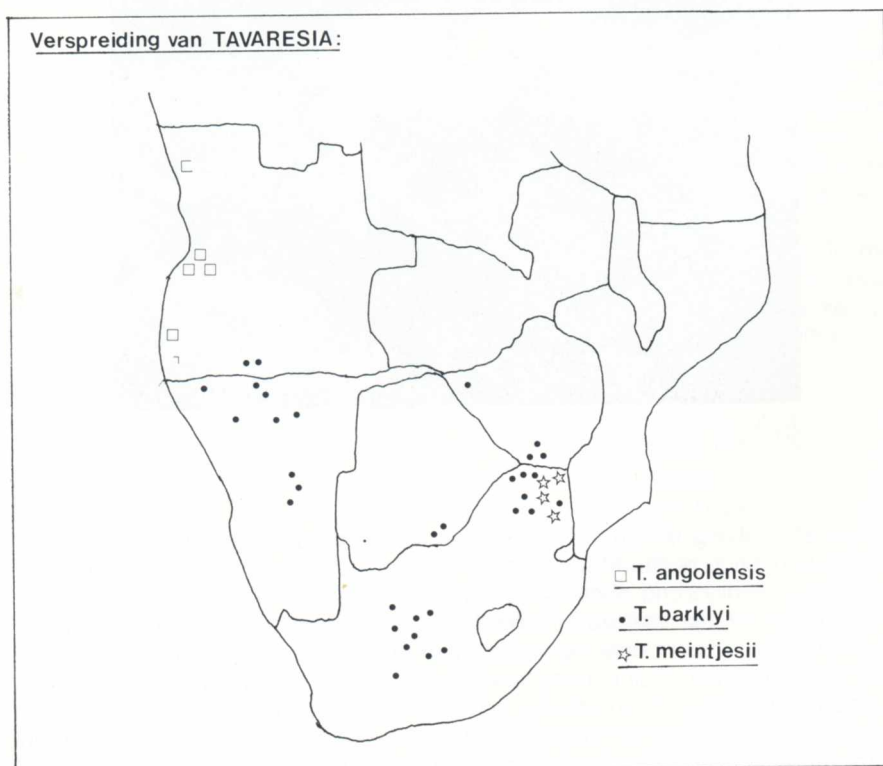 Verspreiding van TAVARESIA:
T. angolensis
T. barklyi
T. meintjesii